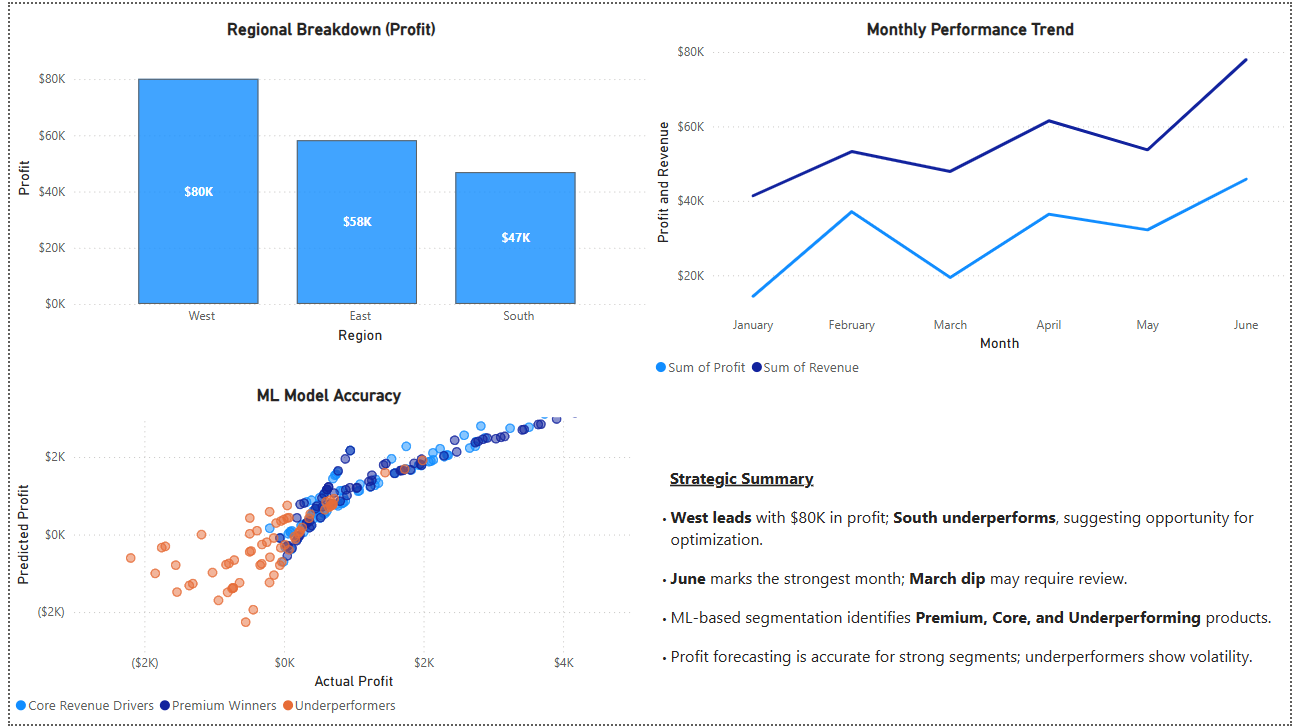 Regional Breakdown (Profit)
Profit
$80K
$60K
$40K
$20K
$0K
$80K
$58K
$47K
West East South
Region
Monthly Performance Trend
Profit and Revenue
$80K
$60K
$40K
$20K
January February March April May June
Month
Sum of Profit Sum of Revenue
ML Model Accuracy
Predicted Profit
$2K
$0K
($2K)
($2K) $0K $2K $4K
Actual Profit
Core Revenue Drivers Premium Winners Underperformers
Strategic Summary
• West leads with $80K in profit; South underperforms, suggesting opportunity for
optimization.
• June marks the strongest month; March dip may require review.
• ML-based segmentation identifies Premium, Core, and Underperforming products.
• Profit forecasting is accurate for strong segments; underperformers show volatility.